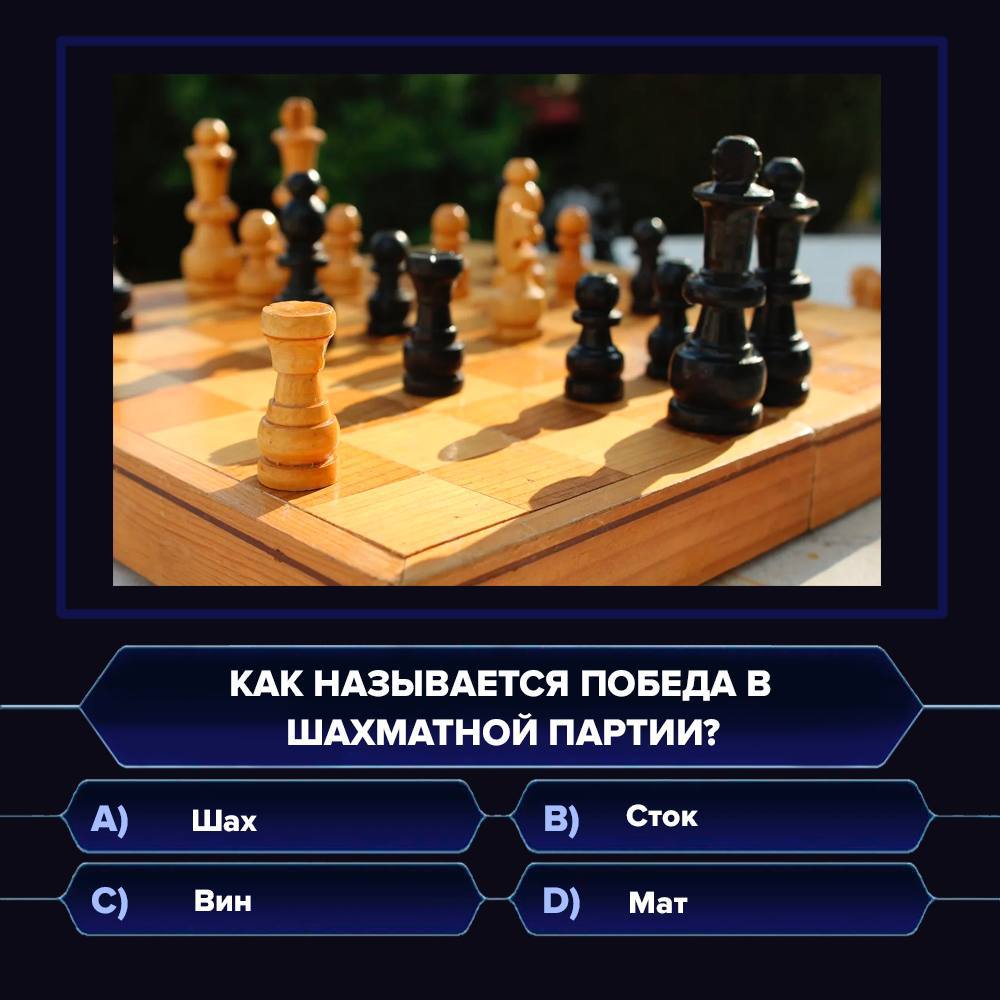 КАК НАЗЫВАЕТСЯ ПОБЕДА В
ШАХМАТНОЙ ПАРТИИ?
A) Шах
B) Сток
C) Вин
D) Мат